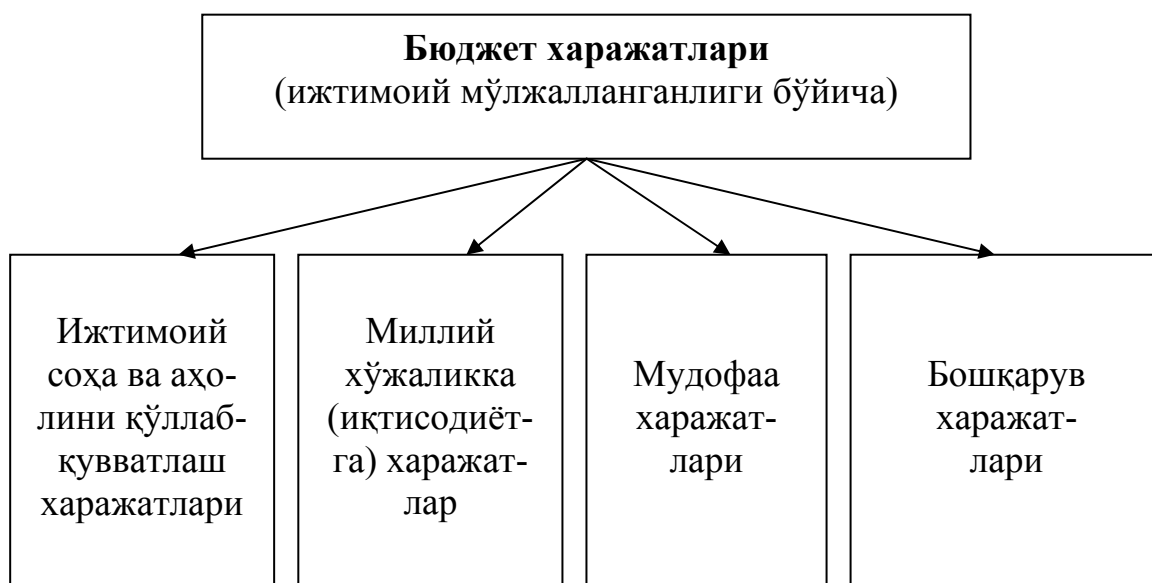 Бюджет харажатлари
(ижтимоий мўлжалланганлиги бўйича)
Ижтимоий
соҳа ва аҳо-
лини қўллаб-
қувватлаш
харажатлари
Миллий
хўжаликка
(иқтисодиёт-
га) харажат-
лар
Мудофаа
харажат-
лари
Бошқарув
харажат-
лари